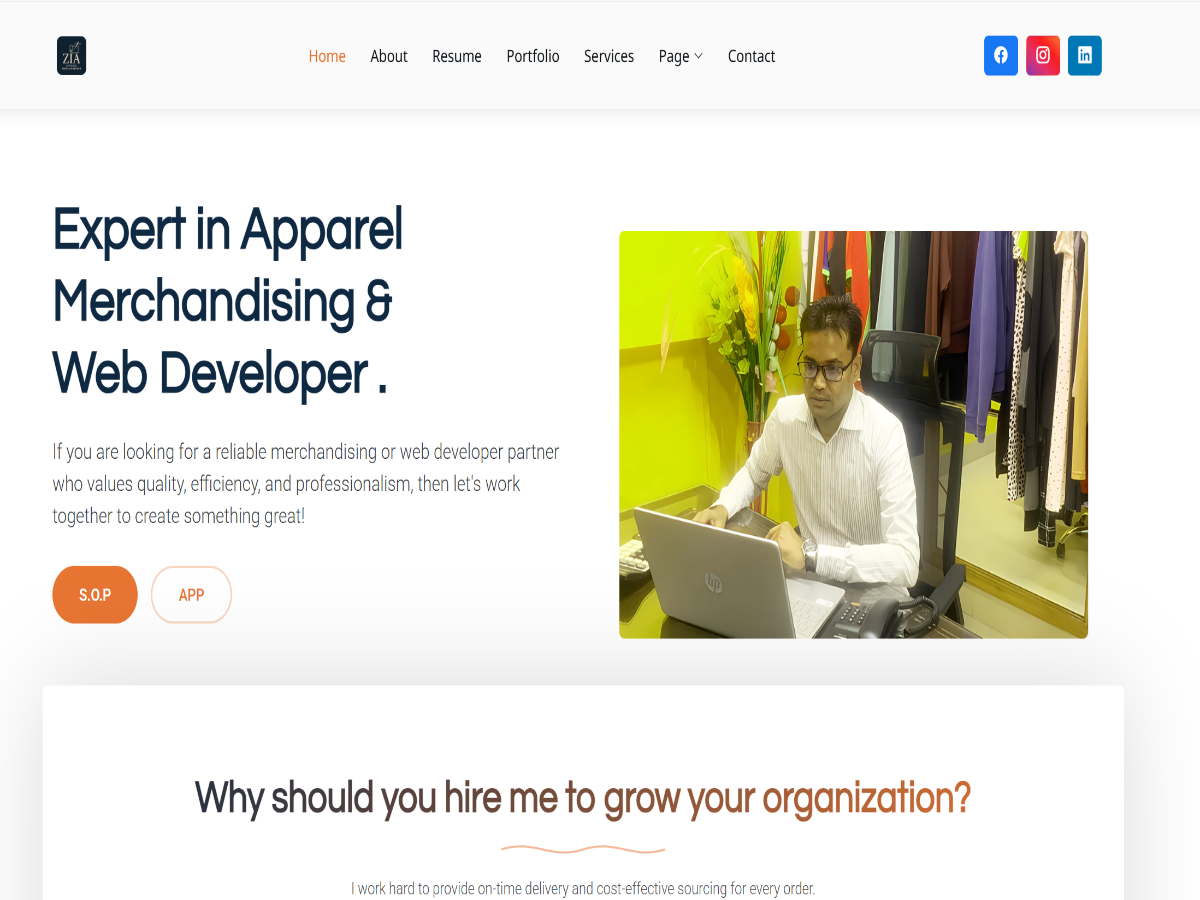 ZIA
Home About Resume Portfolio Services Page Contact
Expert in Apparel
Merchandising &
Web Developer .
If you are looking for a reliable merchandising or web developer partner
who values quality, efficiency, and professionalism, then let's work
together to create something great!
S.O.P APP
hp
Why should you hire me to grow your organization?
I work hard to provide on-time delivery and cost-effective sourcing for every order.